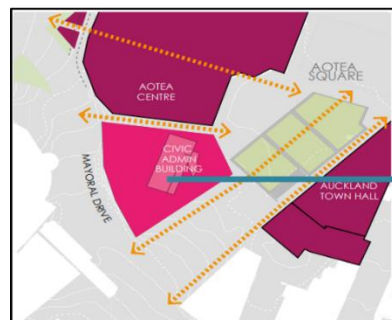 AOTEA
SQUARE
AOTEA
CENTRE
CIVIC
ADMIN
BUILDING
MAYORAL DRIVE
AUCKLAND
TOWN HALL